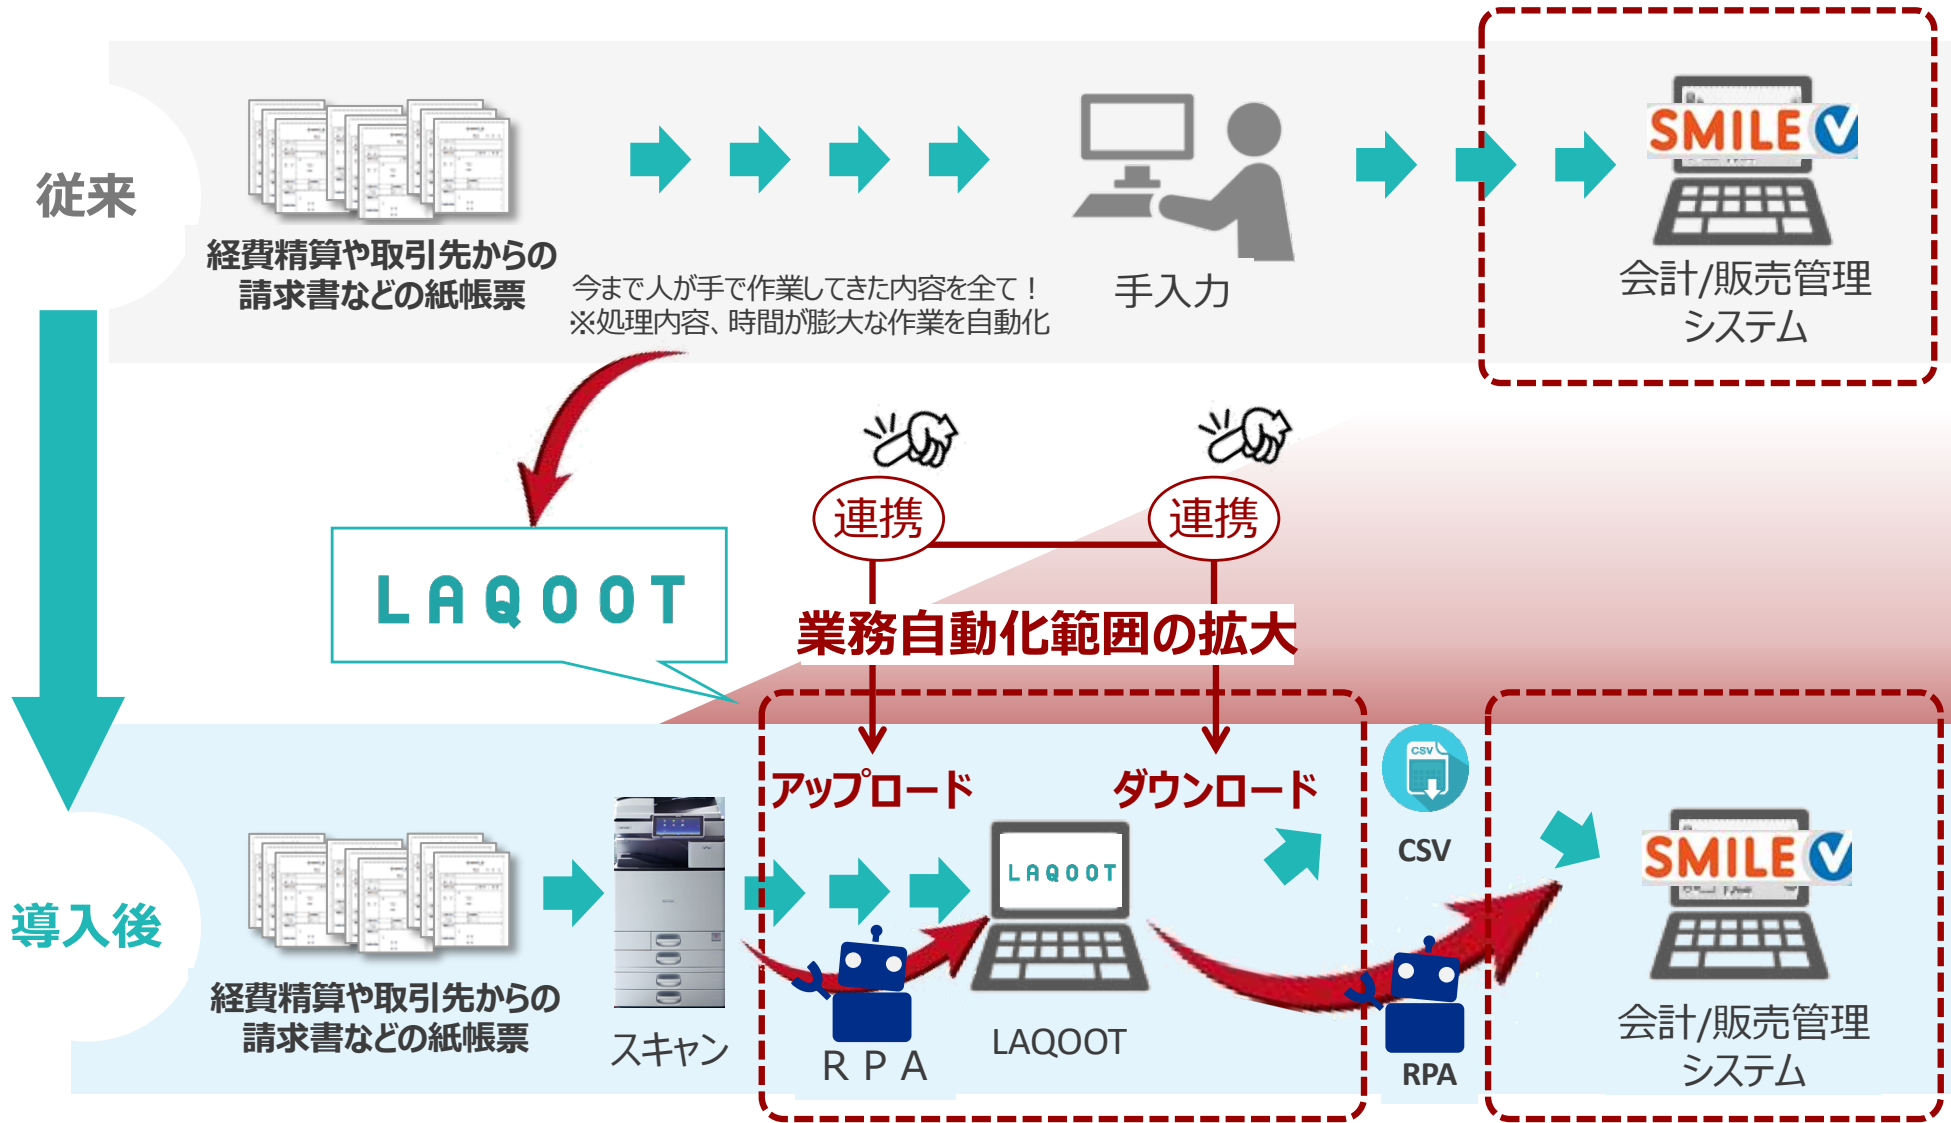 従来
経費精算や取引先からの
請求書などの紙帳票
今まで人が手で作業してきた内容を全て！
※処理内容、時間が膨大な作業を自動化
手入力
SMILE V
会計/販売管理
システム
連携
連携
LAQOOT
業務自動化範囲の拡大
アップロード
ダウンロード
CSV
CSV
LAQOOT
SMILE V
導入後
経費精算や取引先からの
請求書などの紙帳票
スキャン
ＲＰＡ
LAQOOT
RPA
会計/販売管理
システム